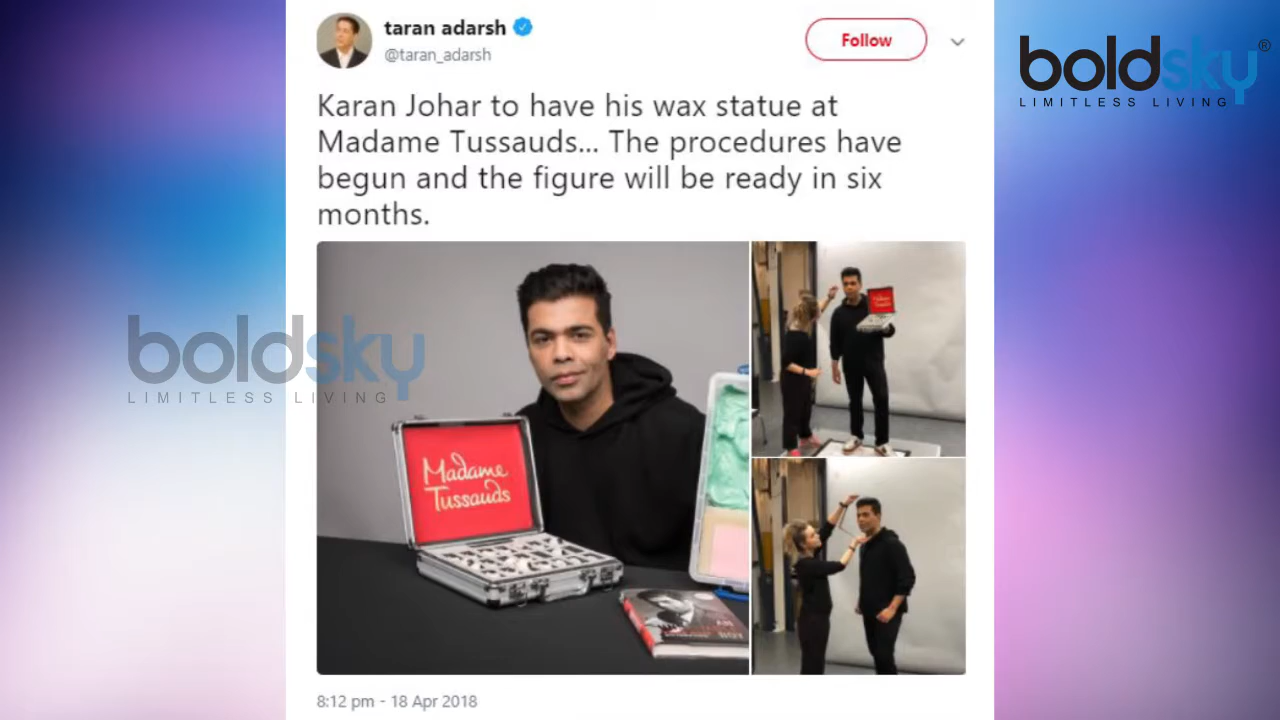 taran adarsh
@taran_adarsh
Follow
boldsky®
LIMITLESS LIVING
Karan Johar to have his wax statue at
Madame Tussauds... The procedures have
begun and the figure will be ready in six
months.
boldsky
LIMITLESS LIVING
Madame
Tussauds
Madame
Tussauds
8:12 pm - 18 Apr 2018